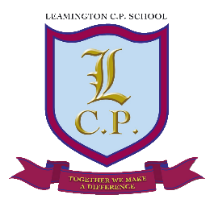 LEAMINGTON C.P. SCHOOL
L
C.P.
TOGETHER WE MAKE
A DIFFERENCE